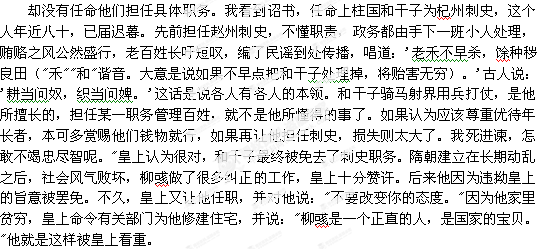 却没有任命他们担任具体职务。我看到诏书，任命上柱国和干子为杞州刺史，这个
人年近八十，已届迟暮。先前担任赵州刺史，不懂职责，政务都由手下一班小人处理，
贿赂之风公然盛行，老百姓长吁短叹，编了民谣到处传播，唱道：'老禾不早杀，馀种秽
良田（"禾""和"谐音。大意是说如果不早点把和干子处理掉，将贻害无穷）。'古人说：
'耕当问奴，织当问婢。'这话是说各人有各人的本领。和干子骑马射界用兵打仗，是他
所擅长的，担任某一职务管理百姓，就不是他所懂得的事了。如果认为应该尊重优待年
长者，本可多赏赐他们钱物就行，如果再让他担任刺史，损失则太大了。我死进谏，怎
敢不竭忠尽智呢。"皇上认为很对，和干子最终被免去了刺史职务。隋朝建立在长期动乱
之后，社会风气败坏，柳彧做了很多纠正的工作，皇上十分赞许。后来他因为违拗皇上
的旨意被罢免。不久，皇上又让他任职，并对他说："不要改变你的态度。"因为他家里
贫穷，皇上命令有关部门为他修建住宅，并说："柳彧是一个正直的人，是国家的宝贝。
"他就是这样被皇上看重。